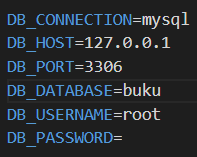 DB_CONNECTION=mysql
DB_HOST=127.0.0.1
DB_PORT=3306
DB_DATABASE=buku
DB_USERNAME=root
DB_PASSWORD=